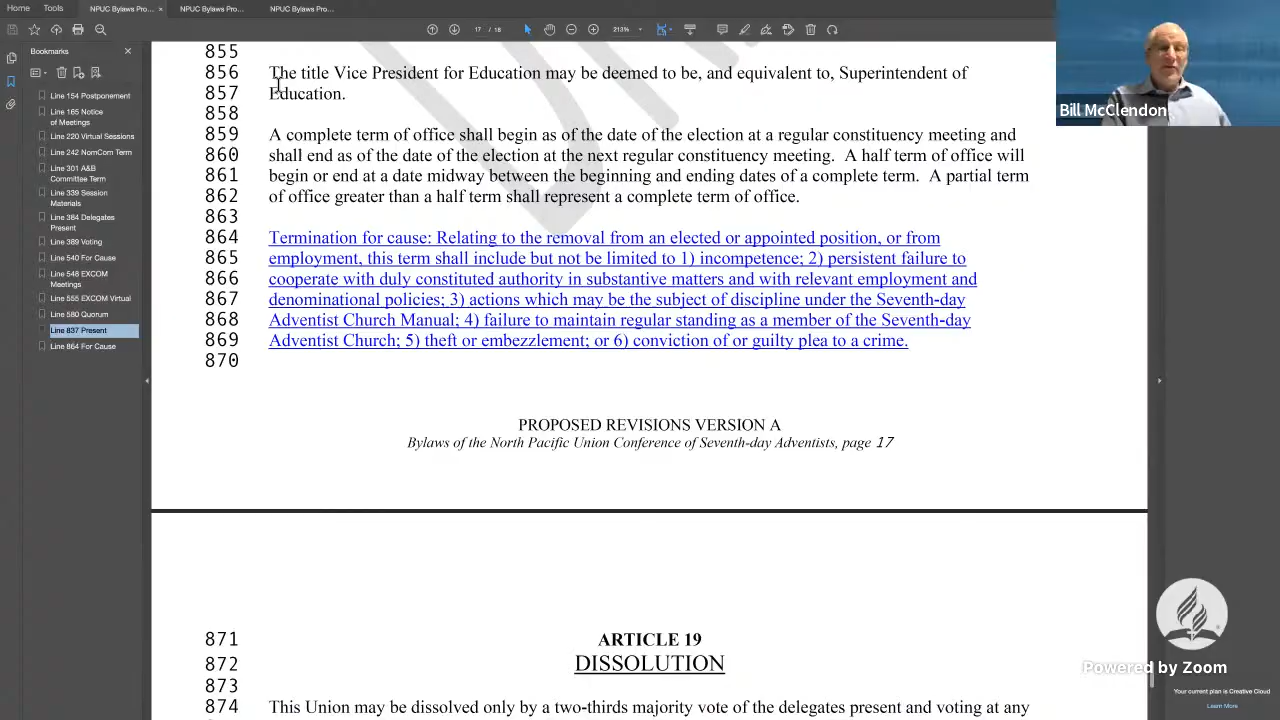 Home Tools NPUC Bylaws Pro... × NPUC Bylaws Pro... NPUC Bylaws Pro...
17 / 18 213%
Bookmarks ×
Line 154 Postponement
Line 165 Notice
of Meetings
Line 220 Virtual Sessions
Line 242 NomCom Term
Line 301 A&B
Committee Term
Line 339 Session
Materials
Line 384 Delegates
Present
Line 389 Voting
Line 540 For Cause
Line 548 EXCOM
Meetings
Line 555 EXCOM Virtual
Line 580 Quorum
Line 837 Present
Line 864 For Cause
855
856 The title Vice President for Education may be deemed to be, and equivalent to, Superintendent of
857 Education.
858
859 A complete term of office shall begin as of the date of the election at a regular constituency meeting and
860 shall end as of the date of the election at the next regular constituency meeting. A half term of office will
861 begin or end at a date midway between the beginning and ending dates of a complete term. A partial term
862 of office greater than a half term shall represent a complete term of office.
863
864 Termination for cause: Relating to the removal from an elected or appointed position, or from
865 employment, this term shall include but not be limited to 1) incompetence; 2) persistent failure to
866 cooperate with duly constituted authority in substantive matters and with relevant employment and
867 denominational policies; 3) actions which may be the subject of discipline under the Seventh-day
868 Adventist Church Manual; 4) failure to maintain regular standing as a member of the Seventh-day
869 Adventist Church; 5) theft or embezzlement; or 6) conviction of or guilty plea to a crime.
870
PROPOSED REVISIONS VERSION A
Bylaws of the North Pacific Union Conference of Seventh-day Adventists, page 17
871 ARTICLE 19
872 DISSOLUTION
873
874 This Union may be dissolved only by a two-thirds majority vote of the delegates present and voting at any
Bill McClendon
Powered by Zoom
Your current plan is Creative Cloud
Learn More